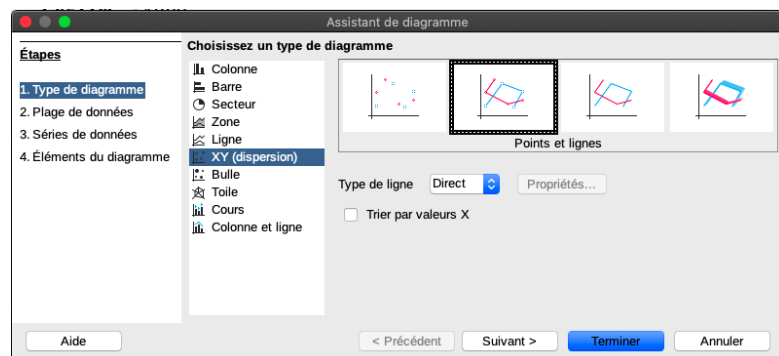 Assistant de diagramme
Étapes
1. Type de diagramme
2. Plage de données
3. Séries de données
4. Éléments du diagramme
Choisissez un type de diagramme
Colonne
Barre
Secteur
Zone
Ligne
XY (dispersion)
Bulle
Toile
Cours
Colonne et ligne
Points et lignes
Type de ligne Direct Propriétés...
Trier par valeurs X
Aide < Précédent Suivant > Terminer Annuler